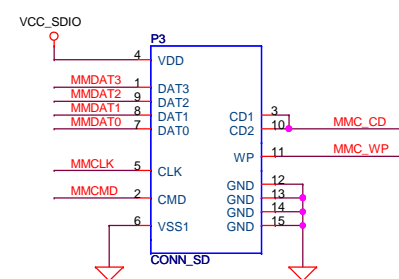 VCC_SDIO
P3
4 VDD
MMDAT3 1 DAT3
MMDAT2 9 DAT2
MMDAT1 8 DAT1
MMDAT0 7 DAT0
CD1 3
CD2 10 MMC_CD
WP 11 MMC_WP
MMCLK 5 CLK
GND 12
MMCMD 2 CMD
GND 13
GND 14
6 VSS1
GND 15
CONN_SD